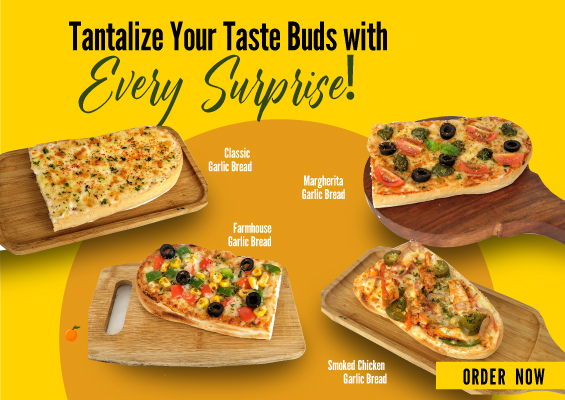 Tantalize Your Taste Buds with
Every Surprise!
Classic
Garlic Bread
Margherita
Garlic Bread
Farmhouse
Garlic Bread
Smoked Chicken
Garlic Bread
ORDER NOW